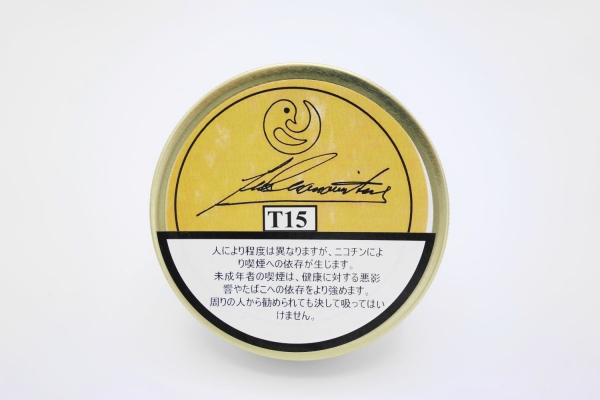 T15
人により程度は異なりますが、ニコチンによ
り喫煙への依存が生じます。
未成年者の喫煙は、健康に対する悪影
響やたばこへの依存をより強めます。
周りの人から勧められても決して吸ってはい
けません。